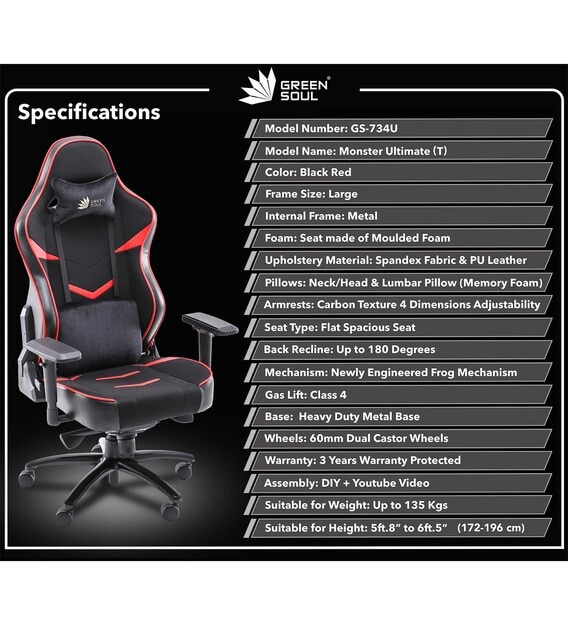 GREEN
SOUL
®
Specifications
Model Number: GS-734U
Model Name: Monster Ultimate (T)
Color: Black Red
Frame Size: Large
Internal Frame: Metal
Foam: Seat made of Moulded Foam
Upholstery Material: Spandex Fabric & PU Leather
Pillows: Neck/Head & Lumbar Pillow (Memory Foam)
Armrests: Carbon Texture 4 Dimensions Adjustability
Seat Type: Flat Spacious Seat
Back Recline: Up to 180 Degrees
Mechanism: Newly Engineered Frog Mechanism
Gas Lift: Class 4
Base: Heavy Duty Metal Base
Wheels: 60mm Dual Castor Wheels
Warranty: 3 Years Warranty Protected
Assembly: DIY + Youtube Video
Suitable for Weight: Up to 135 Kgs
Suitable for Height: 5ft.8” to 6ft.5” (172-196 cm)
GREEN
SOUL